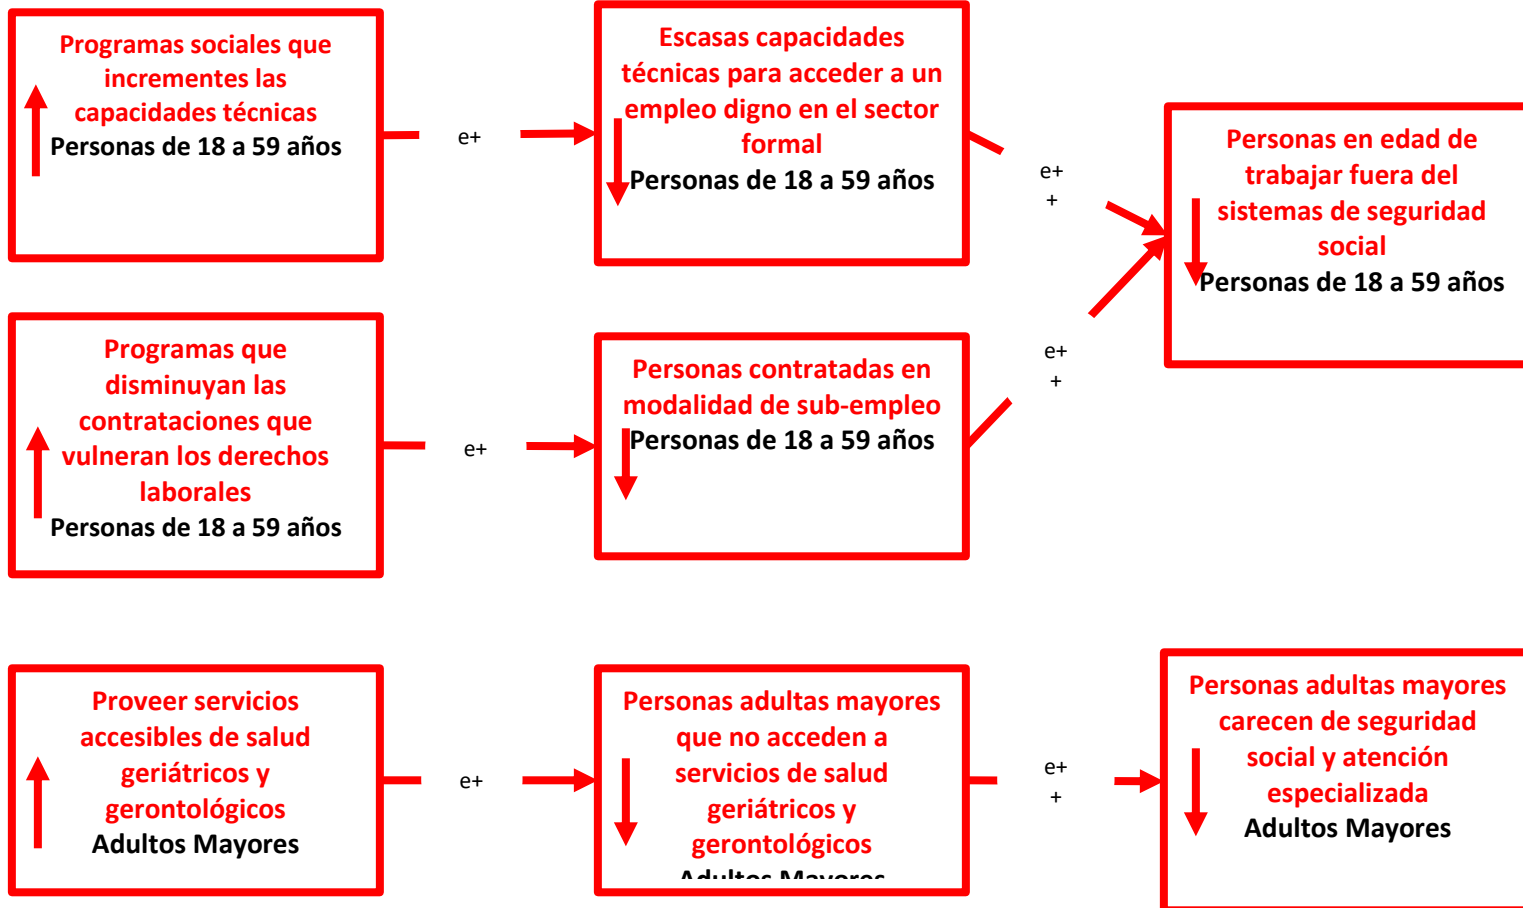 Programas sociales que
incrementes las
capacidades técnicas
Personas de 18 a 59 años
e+
Escasas capacidades
técnicas para acceder a un
empleo digno en el sector
formal
Personas de 18 a 59 años
e+
+
Personas en edad de
trabajar fuera del
sistemas de seguridad
social
Personas de 18 a 59 años
Programas que
disminuyan las
contrataciones que
vulneran los derechos
laborales
Personas de 18 a 59 años
e+
Personas contratadas en
modalidad de sub-empleo
Personas de 18 a 59 años
e+
+
Proveer servicios
accesibles de salud
geriátricos y
gerontológicos
Adultos Mayores
e+
Personas adultas mayores
que no acceden a
servicios de salud
geriátricos y
gerontológicos
Adultos Mayores
e+
+
Personas adultas mayores
carecen de seguridad
social y atención
especializada
Adultos Mayores